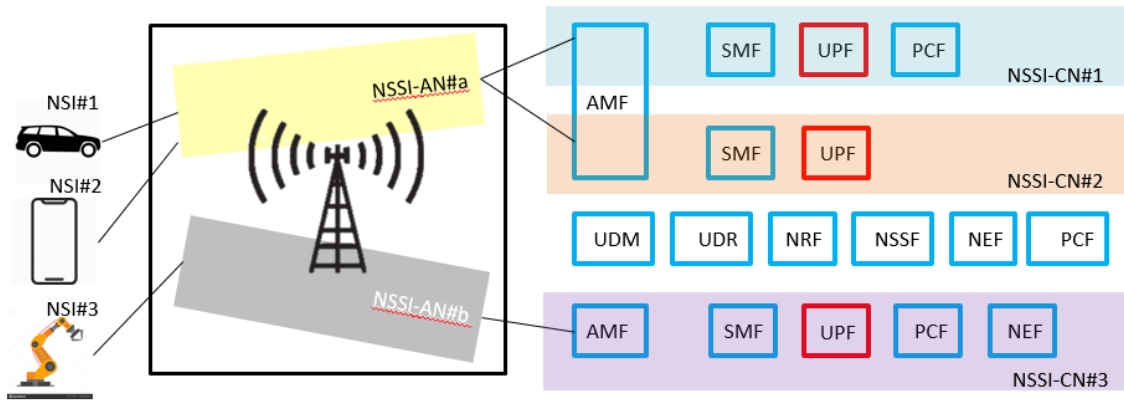 NSI#1
NSI#2
NSI#3
NSSI-AN#a
NSSI-AN#b
AMF
SMF
UPF
PCF
NSSI-CN#1
SMF
UPF
NSSI-CN#2
UDM
UDR
NRF
NSSF
NEF
PCF
AMF
SMF
UPF
PCF
NEF
NSSI-CN#3